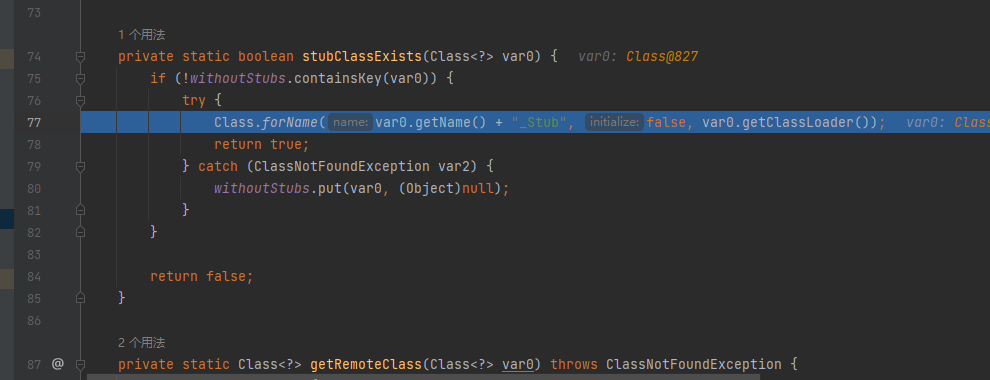 73
1 个用法
74 private static boolean stubClassExists(Class<?> var0) { var0: Class@827
75 if (!withoutStubs.containsKey(var0)) {
76 try {
77 Class.forName( name: var0.getName() + "_Stub", initialize: false, var0.getClassLoader()); var0: Class
78 return true;
79 } catch (ClassNotFoundException var2) {
80 withoutStubs.put(var0, (Object)null);
81 }
82 }
83
84 return false;
85 }
86
2 个用法
87 @ private static Class<?> getRemoteClass(Class<?> var0) throws ClassNotFoundException {